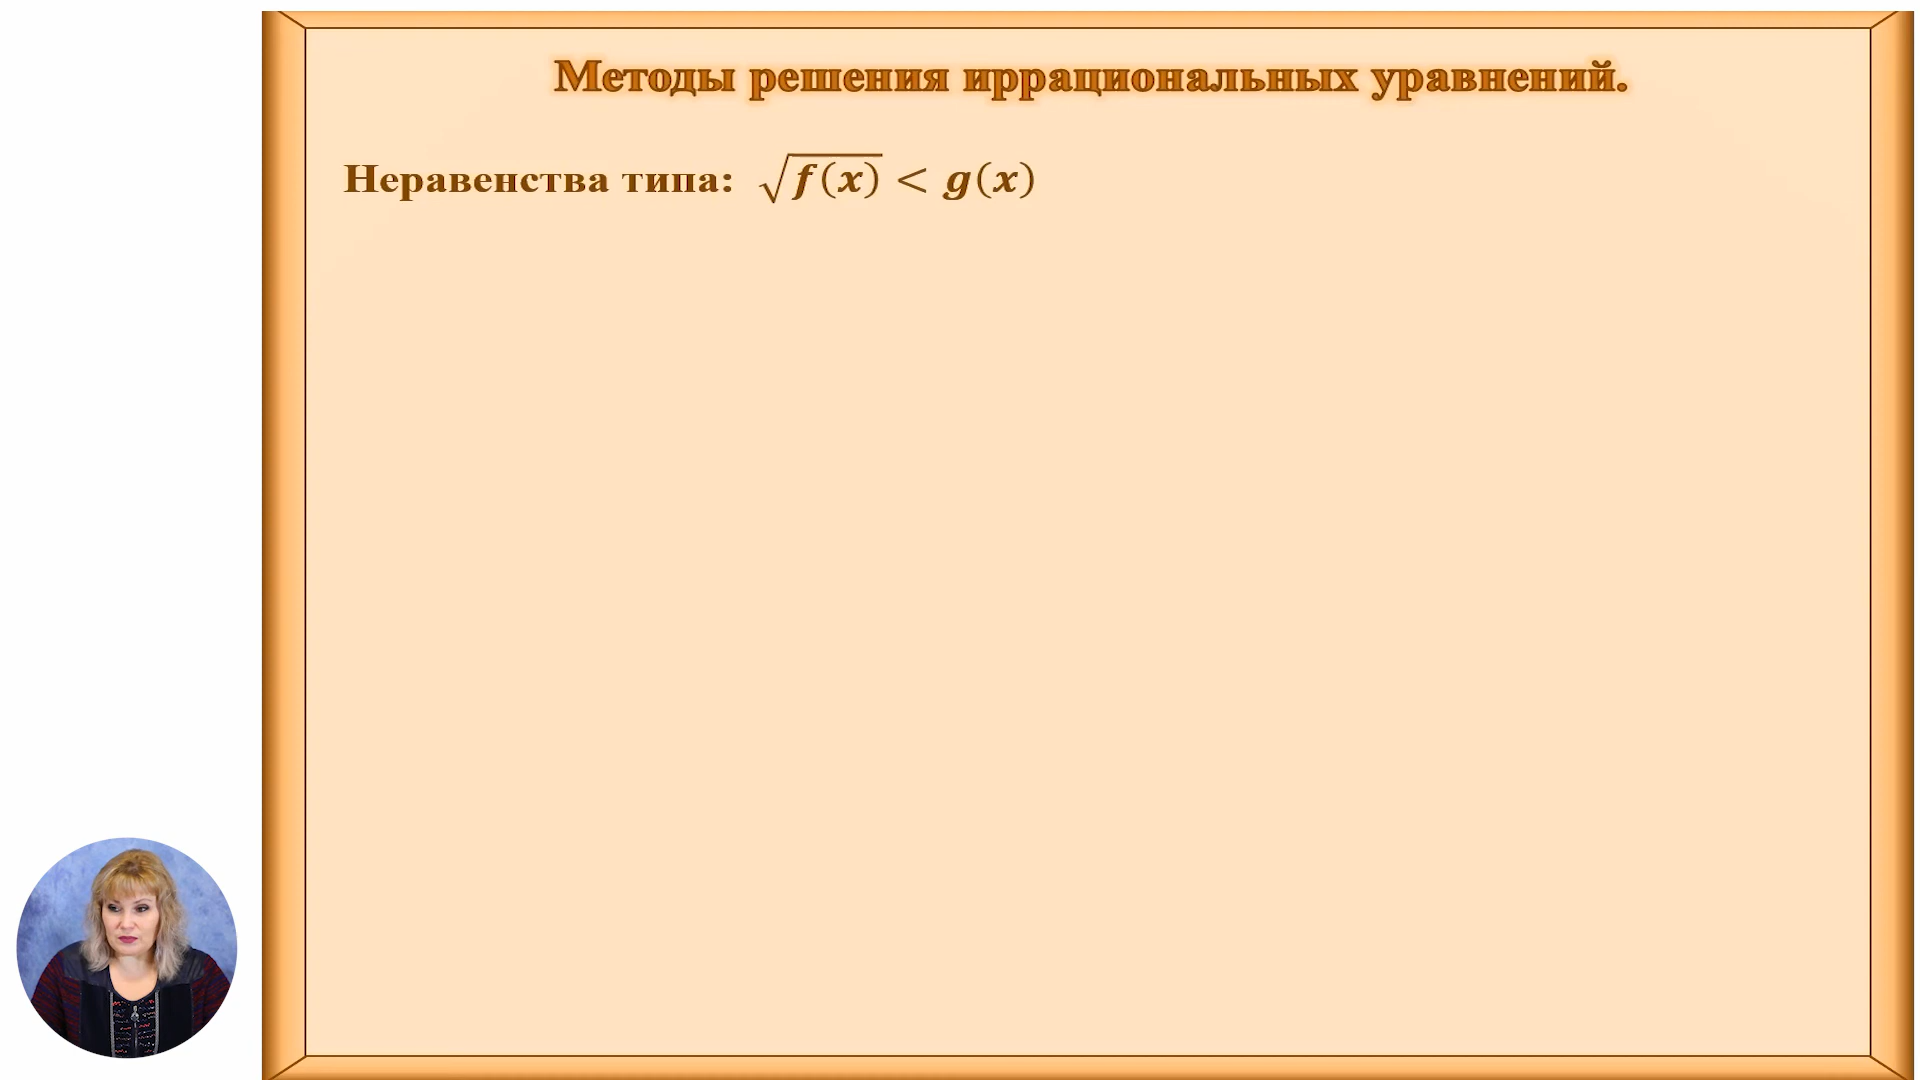 Методы решения иррациональных уравнений.
Неравенства типа: √f(x) < g(x)